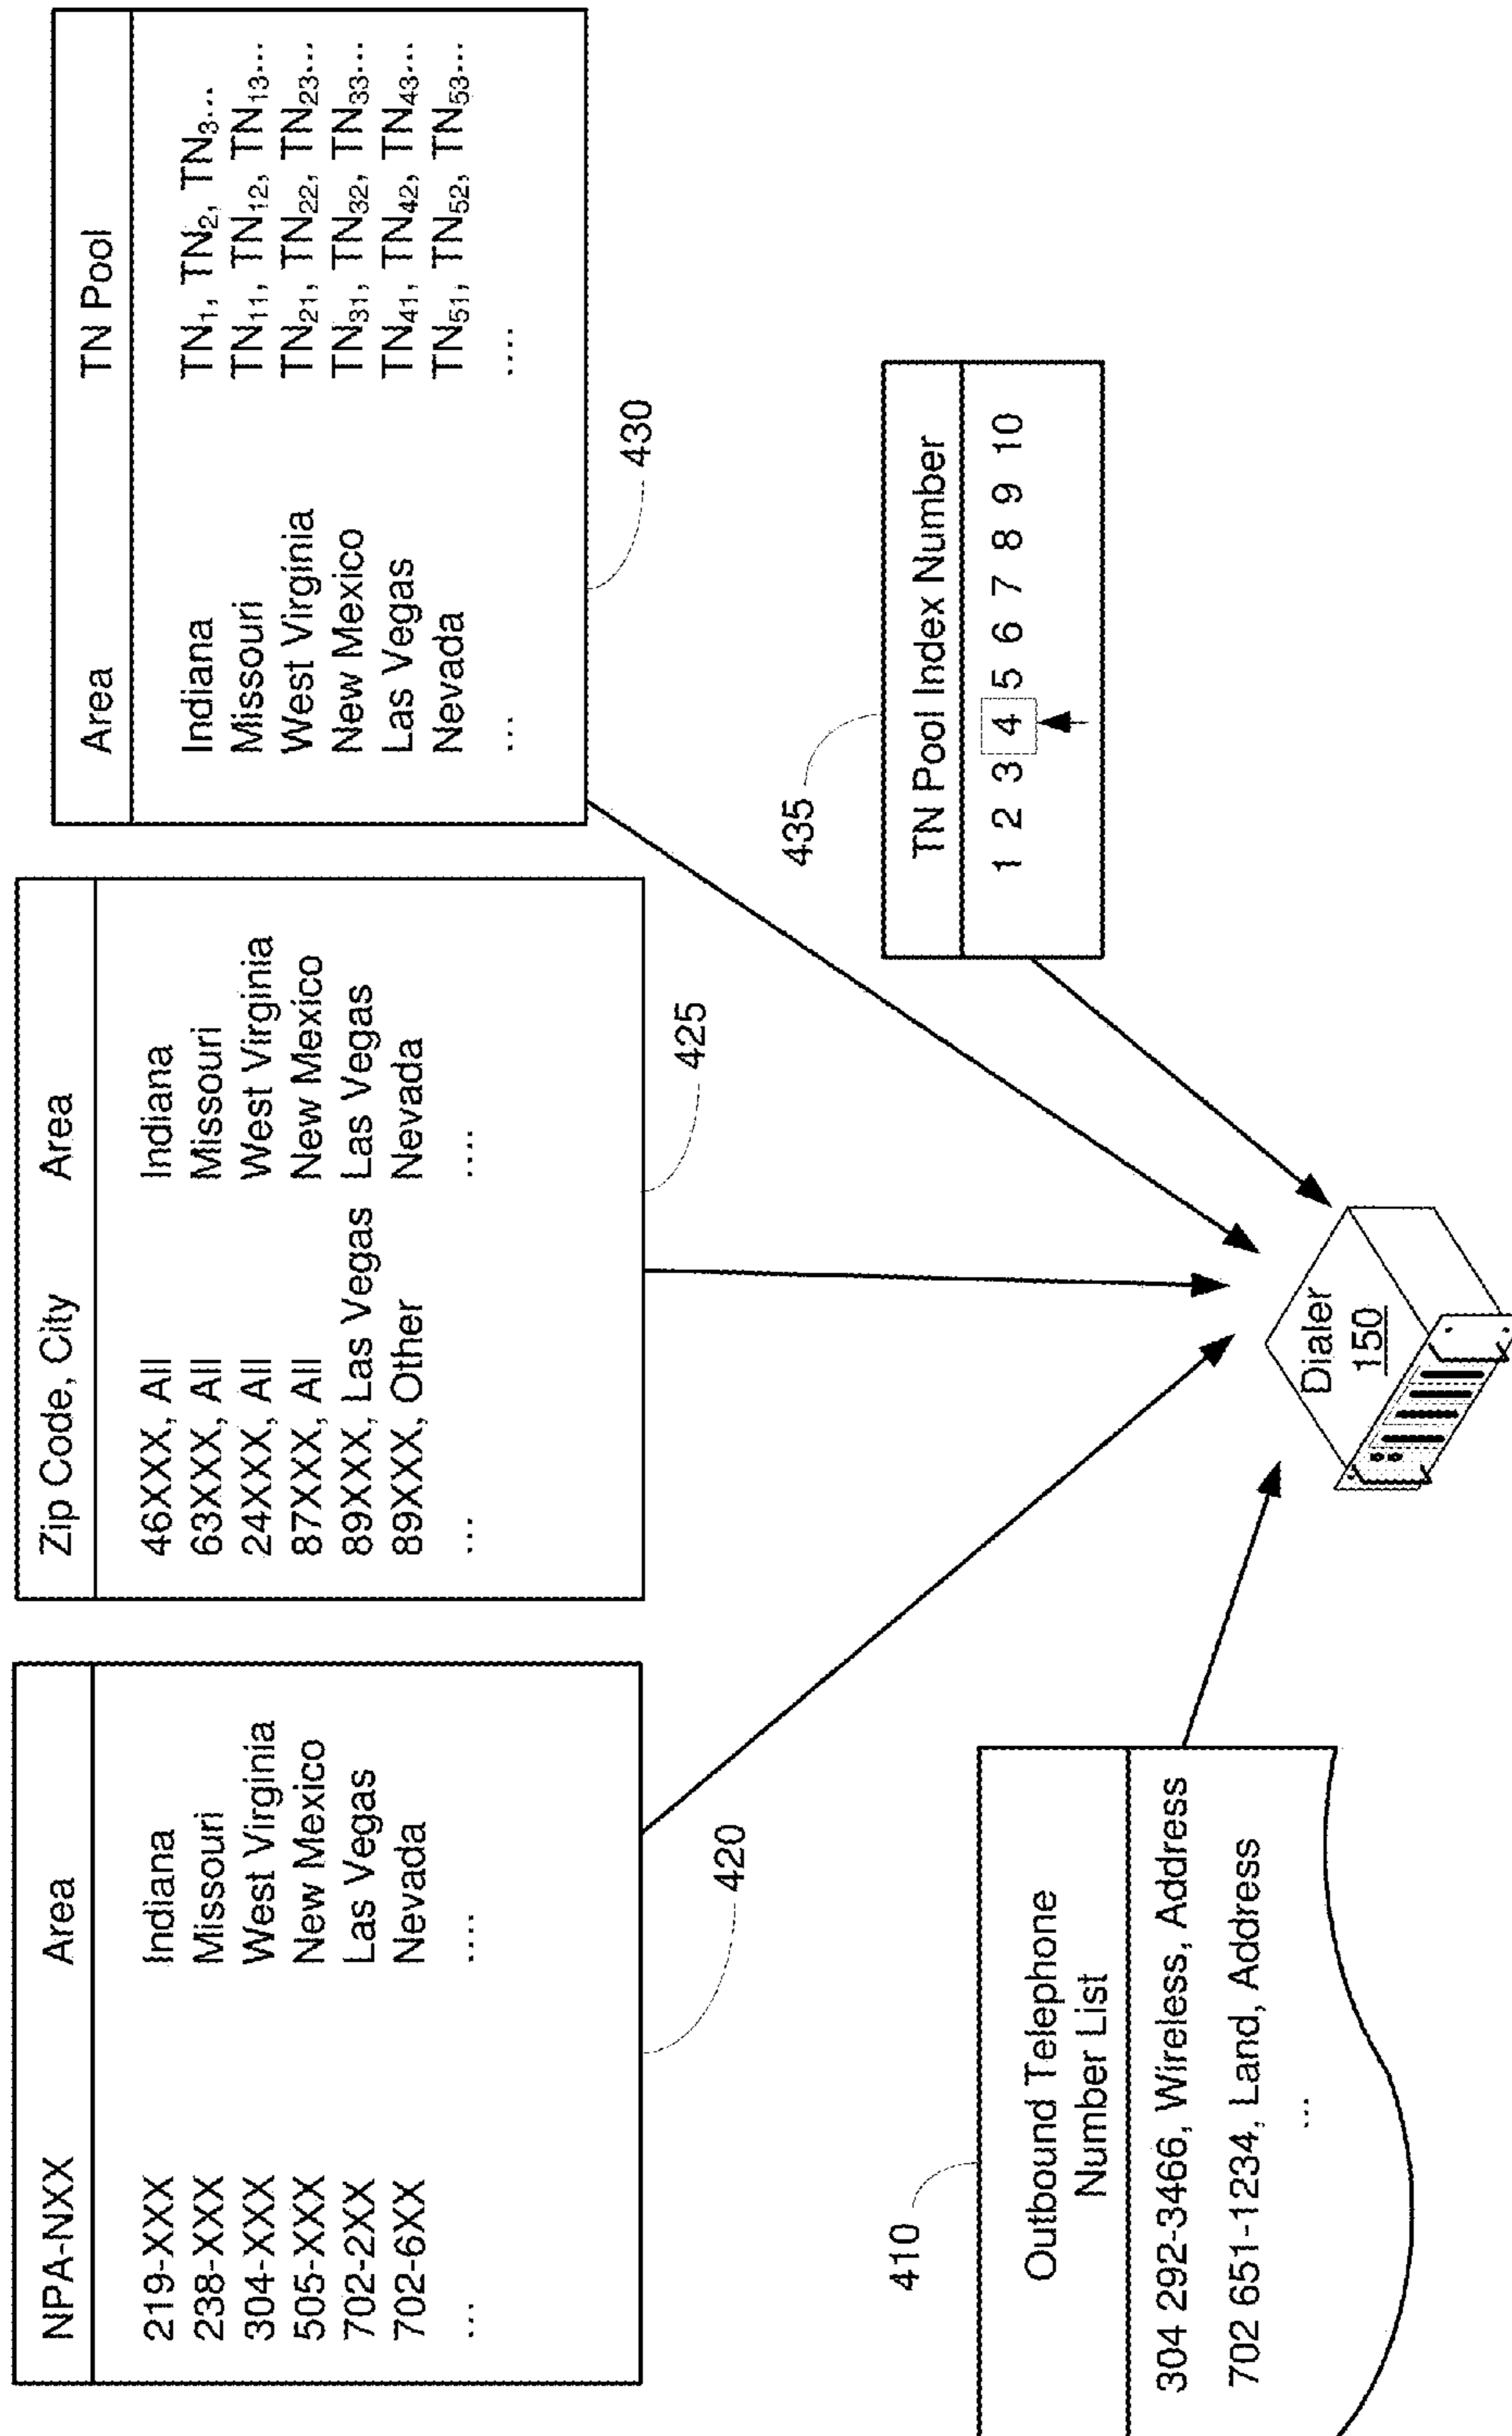 NPA-NXX Area
219-XXX Indiana
238-XXX Missouri
304-XXX West Virginia
505-XXX New Mexico
702-2XX Las Vegas
702-6XX Nevada
... ....
420
Zip Code, City Area
46XXX, All Indiana
63XXX, All Missouri
24XXX, All West Virginia
87XXX, All New Mexico
89XXX, Las Vegas Las Vegas
89XXX, Other Nevada
... ....
425
Area TN Pool
Indiana TN₁, TN₂, TN₃...
Missouri TN₁₁, TN₁₂, TN₁₃...
West Virginia TN₂₁, TN₂₂, TN₂₃...
New Mexico TN₃₁, TN₃₂, TN₃₃...
Las Vegas TN₄₁, TN₄₂, TN₄₃...
Nevada TN₅₁, TN₅₂, TN₅₃...
... ....
430
410
Outbound Telephone
Number List
304 292-3466, Wireless, Address
702 651-1234, Land, Address
...
435
TN Pool Index Number
1 2 3 4 5 6 7 8 9 10
Dialer
150